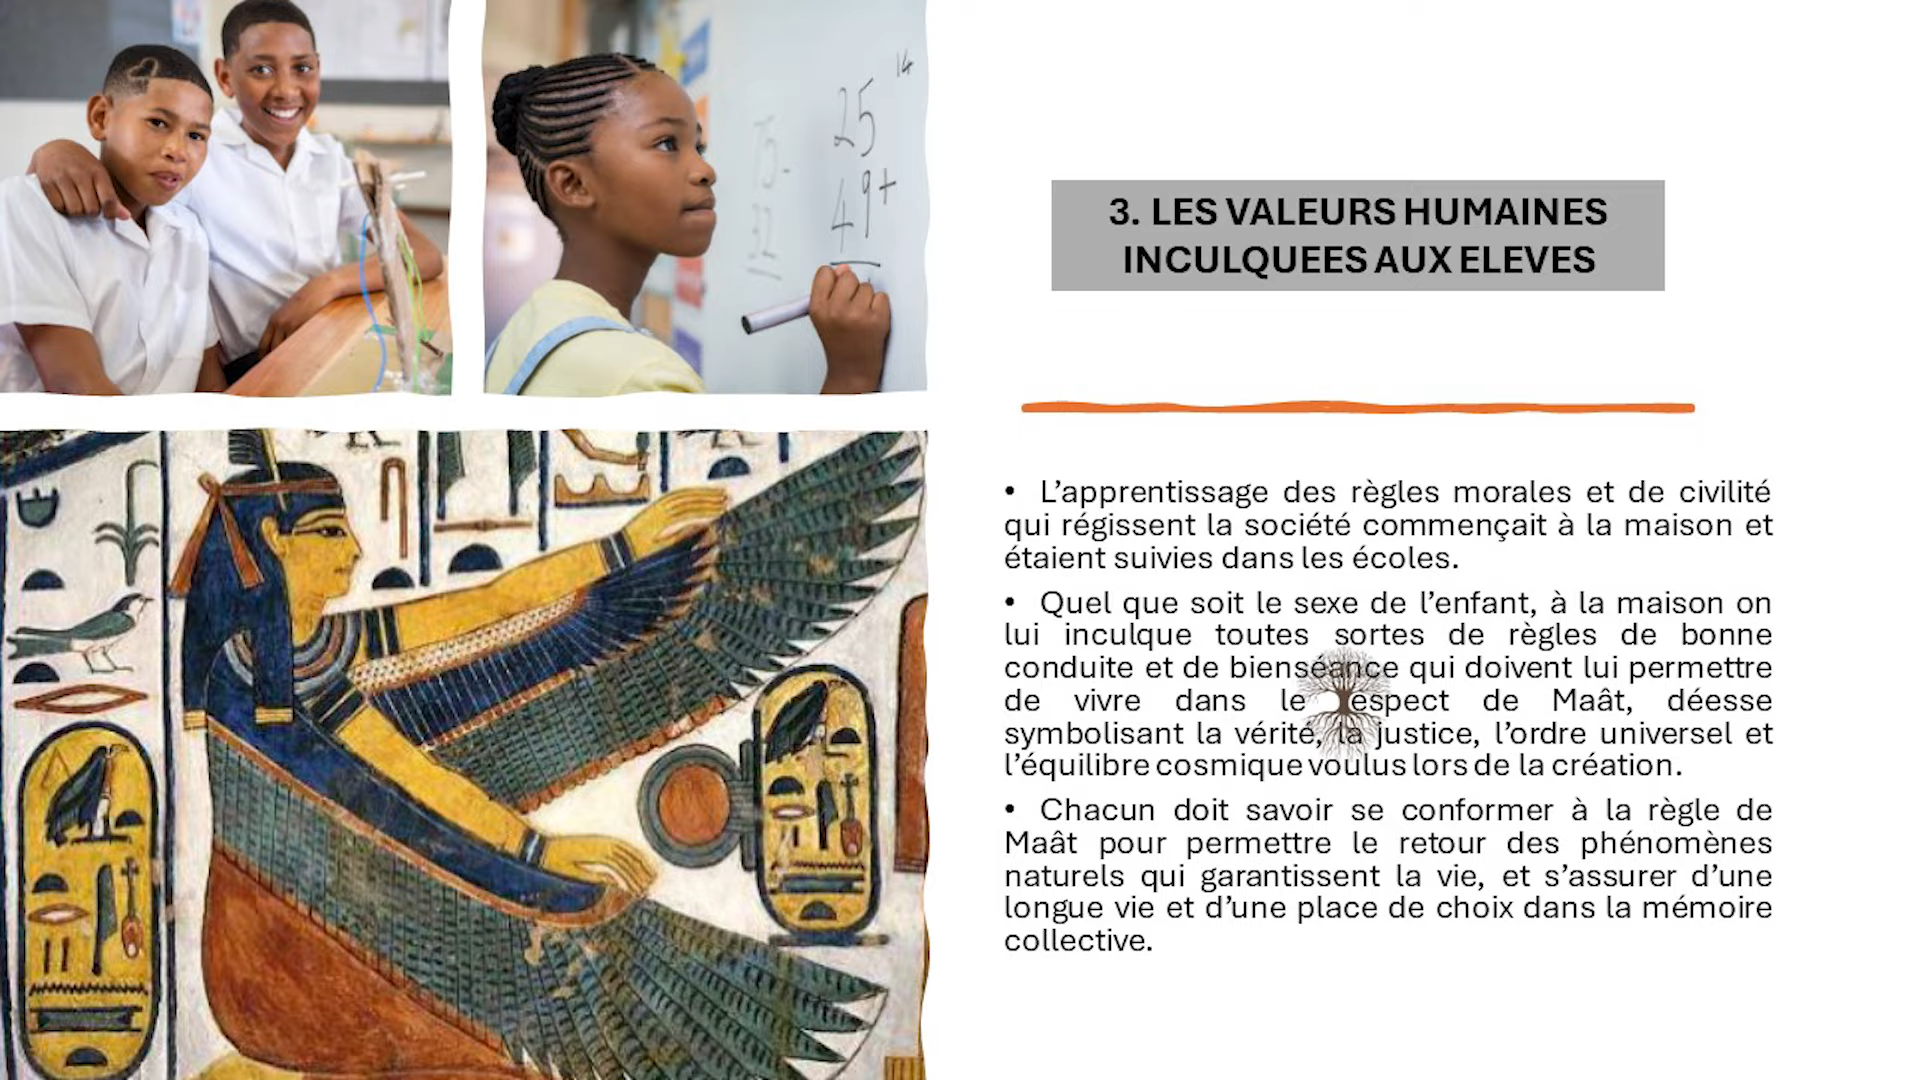 14
25
49+
75-
32
3. LES VALEURS HUMAINES
INCULQUEES AUX ELEVES
• L’apprentissage des règles morales et de civilité
qui régissent la société commençait à la maison et
étaient suivies dans les écoles.
• Quel que soit le sexe de l’enfant, à la maison on
lui inculque toutes sortes de règles de bonne
conduite et de bienséance qui doivent lui permettre
de vivre dans le respect de Maât, déesse
symbolisant la vérité, la justice, l’ordre universel et
l’équilibre cosmique voulus lors de la création.
• Chacun doit savoir se conformer à la règle de
Maât pour permettre le retour des phénomènes
naturels qui garantissent la vie, et s’assurer d’une
longue vie et d’une place de choix dans la mémoire
collective.